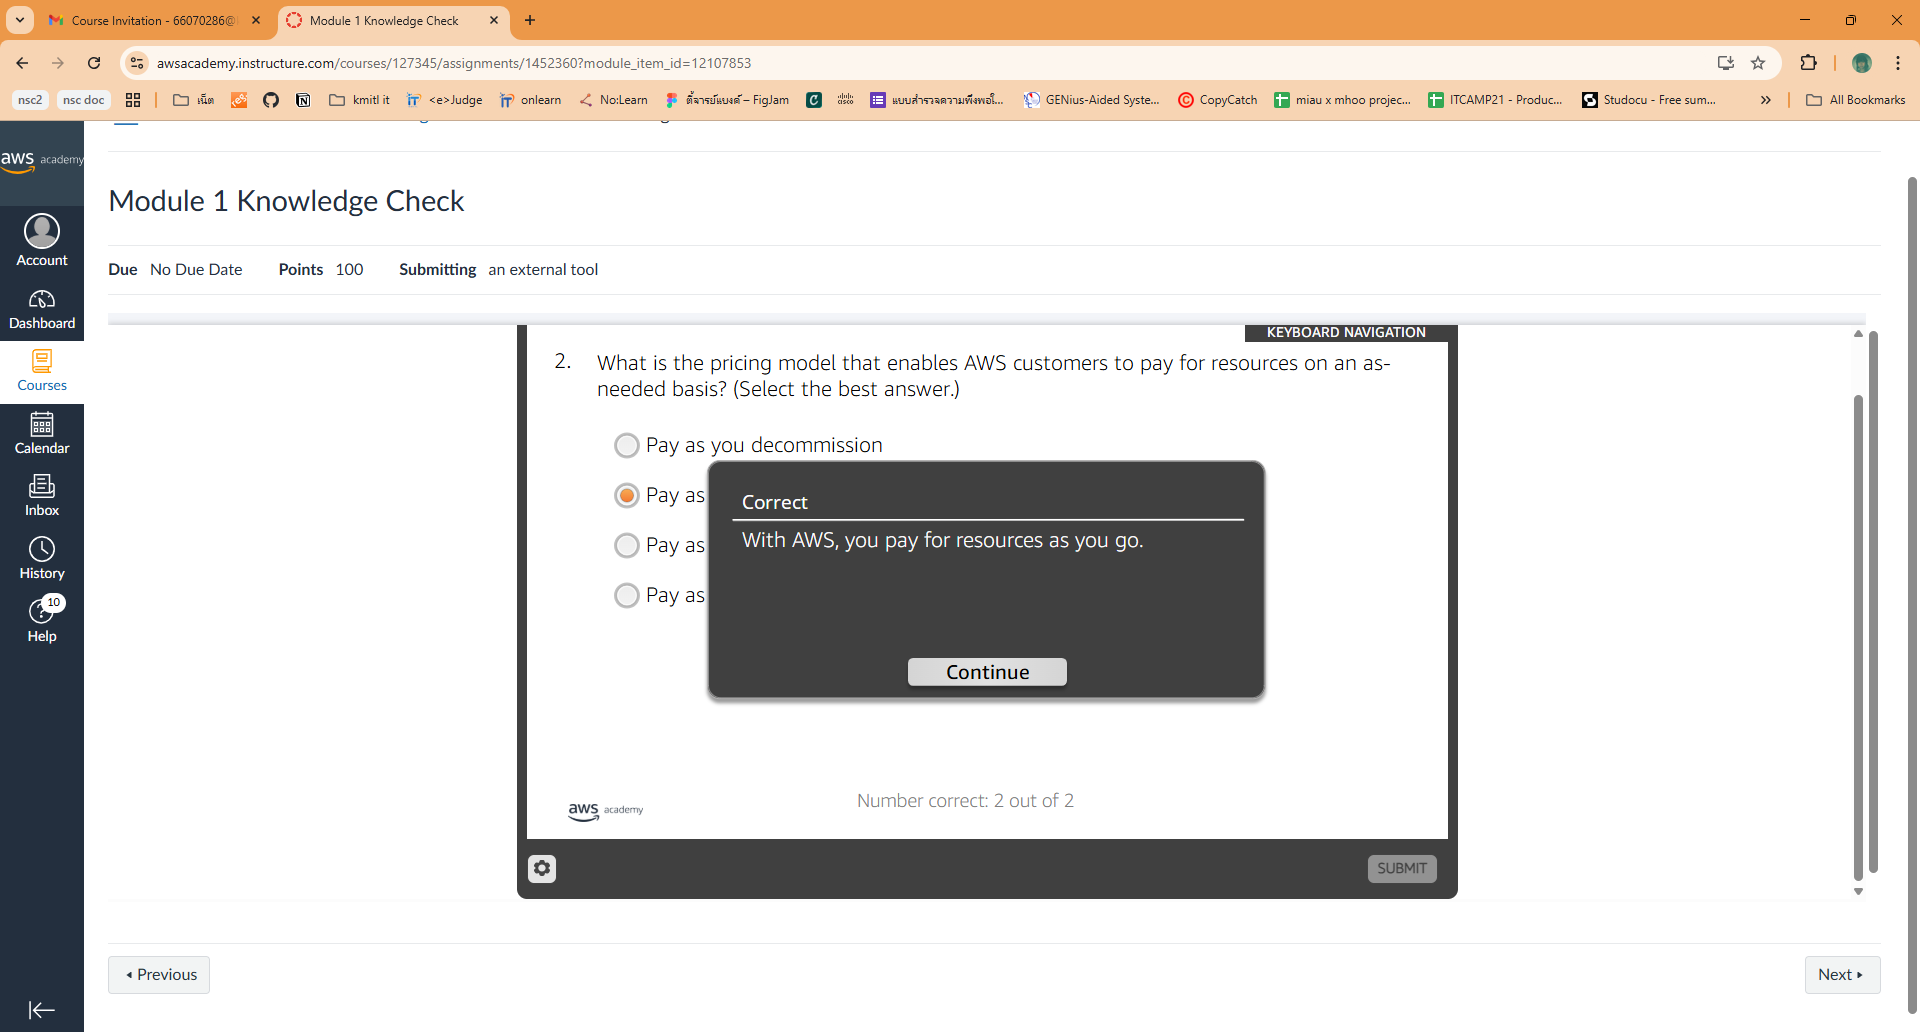 Course Invitation - 66070286@
Module 1 Knowledge Check
awsacademy.instructure.com/courses/127345/assignments/1452360?module_item_id=12107853
nsc2
nsc doc
เน็ต
kmitl it
<e>Judge
onlearn
No:Learn
ติ้จารย์แบงค์ – FigJam
แบบสำรวจความพึงพอใ...
GENius-Aided Syste...
CopyCatch
miau x mhoo projec...
ITCAMP21 - Produc...
Studocu - Free sum...
All Bookmarks
aws academy
Account
Dashboard
Courses
Calendar
Inbox
History
10
Help
Module 1 Knowledge Check
Due No Due Date Points 100 Submitting an external tool
KEYBOARD NAVIGATION
2. What is the pricing model that enables AWS customers to pay for resources on an as-
needed basis? (Select the best answer.)
Pay as you decommission
Pay as
Pay as
Pay as
Correct
With AWS, you pay for resources as you go.
Continue
Number correct: 2 out of 2
aws academy
SUBMIT
Previous
Next